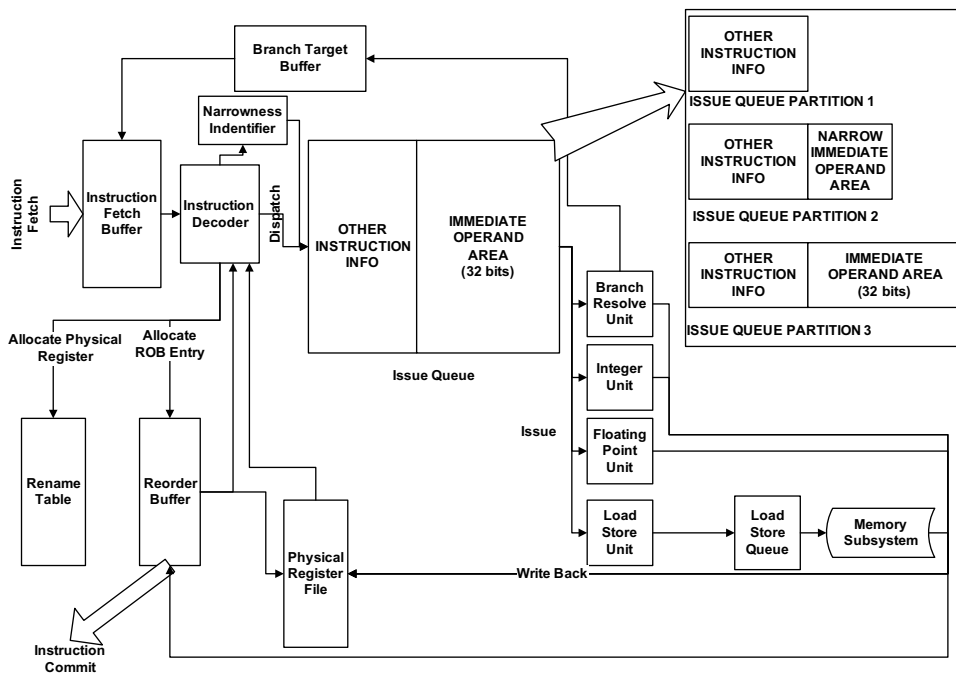 Branch Target
Buffer
Narrowness
Indentifier
Instruction
Fetch
Instruction
Fetch
Buffer
Instruction
Decoder
Dispatch
OTHER
INSTRUCTION
INFO
IMMEDIATE
OPERAND
AREA
(32 bits)
Issue Queue
OTHER
INSTRUCTION
INFO
ISSUE QUEUE PARTITION 1
OTHER
INSTRUCTION
INFO
NARROW
IMMEDIATE
OPERAND
AREA
ISSUE QUEUE PARTITION 2
OTHER
INSTRUCTION
INFO
IMMEDIATE
OPERAND AREA
(32 bits)
ISSUE QUEUE PARTITION 3
Branch
Resolve
Unit
Integer
Unit
Issue
Floating
Point
Unit
Load
Store
Unit
Load
Store
Queue
Memory
Subsystem
Allocate Physical
Register
Allocate
ROB Entry
Rename
Table
Reorder
Buffer
Physical
Register
File
Write Back
Instruction
Commit